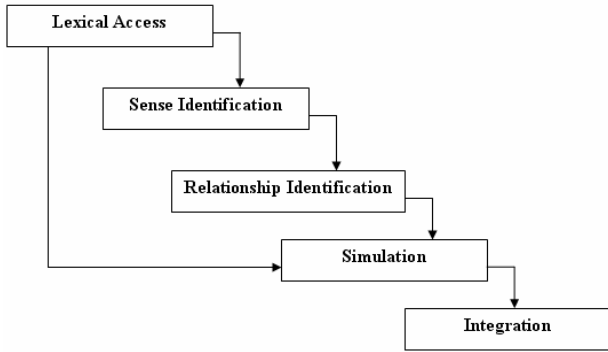 Lexical Access
Sense Identification
Relationship Identification
Simulation
Integration